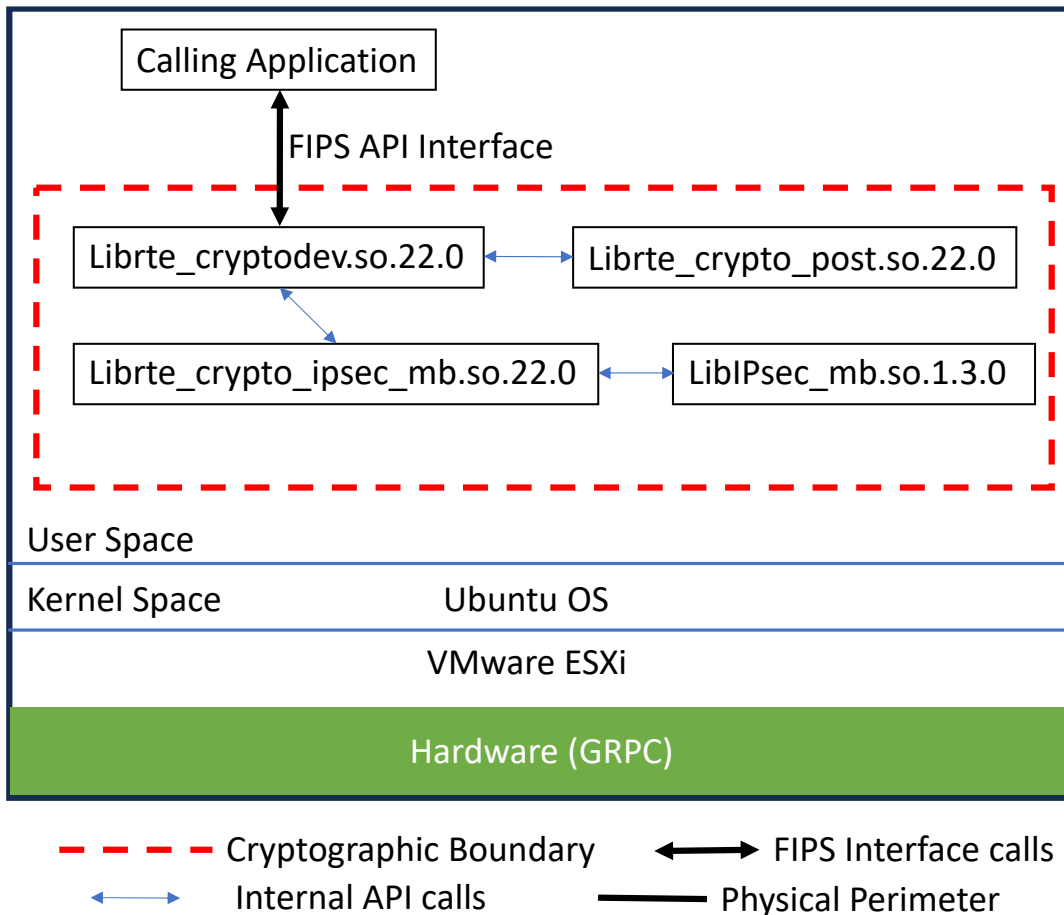 Calling Application
FIPS API Interface
Librte_cryptodev.so.22.0
Librte_crypto_post.so.22.0
Librte_crypto_ipsec_mb.so.22.0
LibIPsec_mb.so.1.3.0
User Space
Kernel Space
Ubuntu OS
VMware ESXi
Hardware (GRPC)
Cryptographic Boundary
FIPS Interface calls
Internal API calls
Physical Perimeter